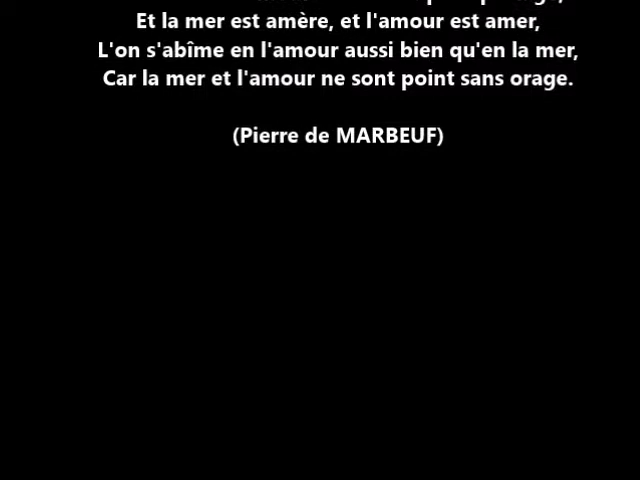 Et la mer est amère, et l'amour est amer,
L'on s'abîme en l'amour aussi bien qu'en la mer,
Car la mer et l'amour ne sont point sans orage.
(Pierre de MARBEUF)